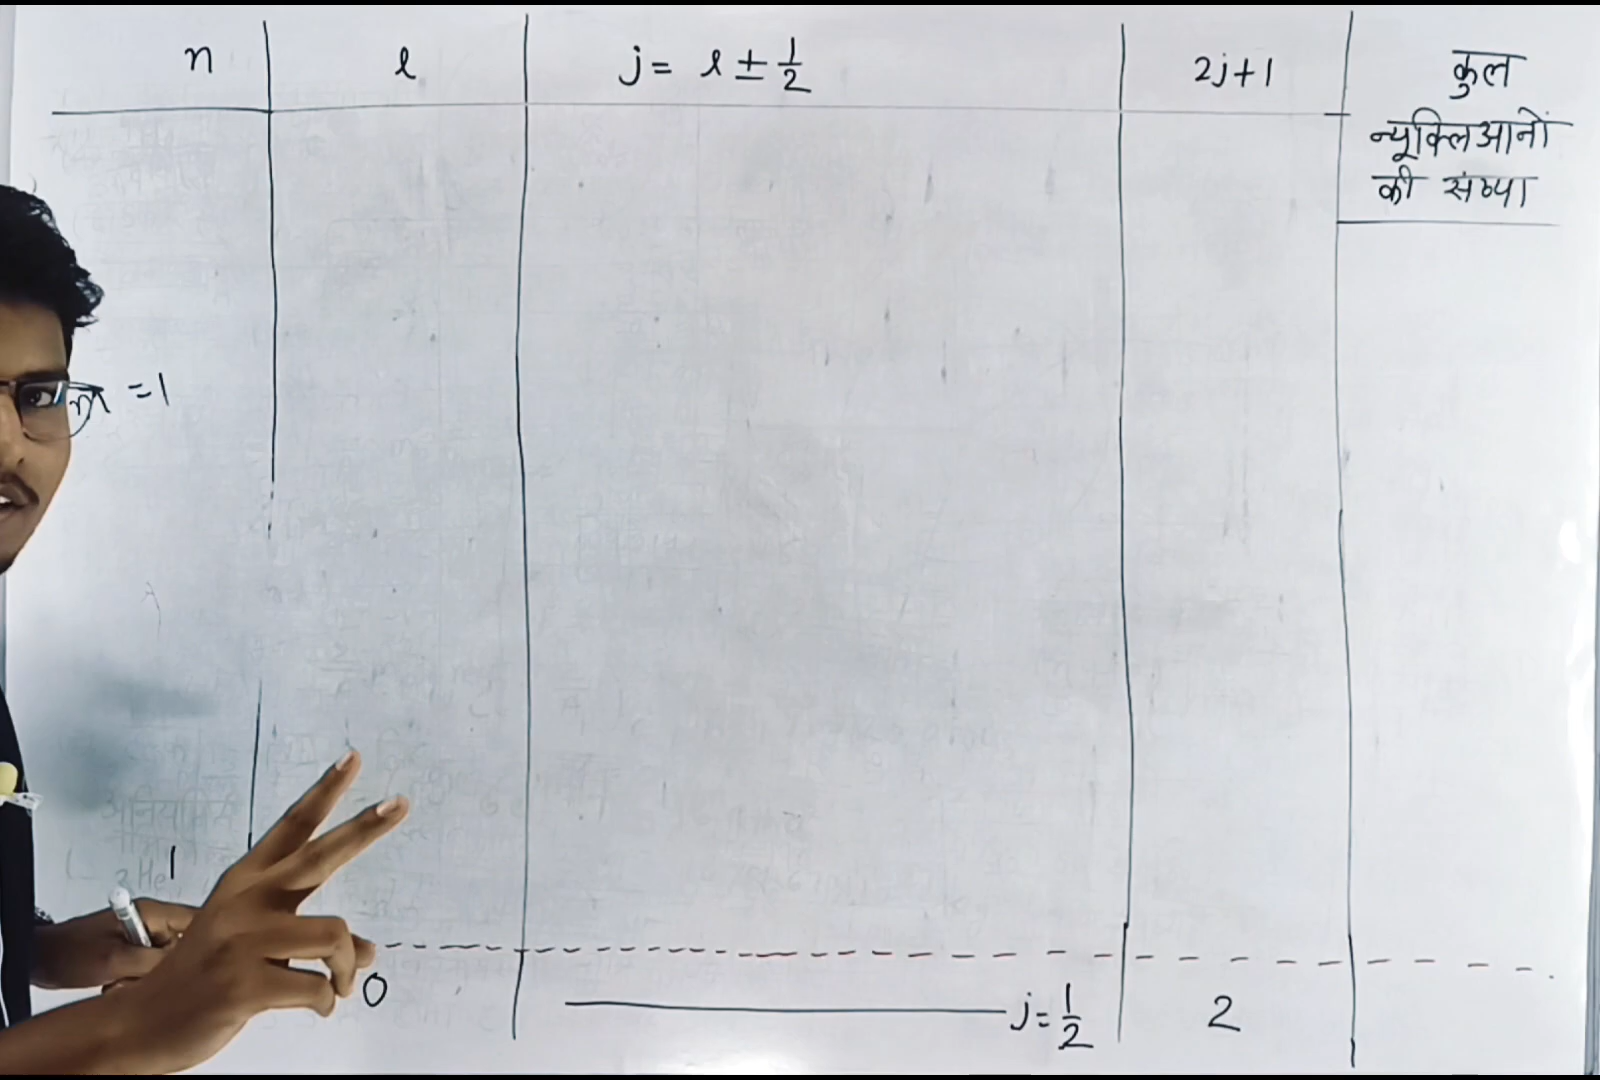 n l j = l ± 1/2 2j+1 कुल
न्यूक्लिआनों
की संख्या
n = 1
1
0 j = 1/2 2